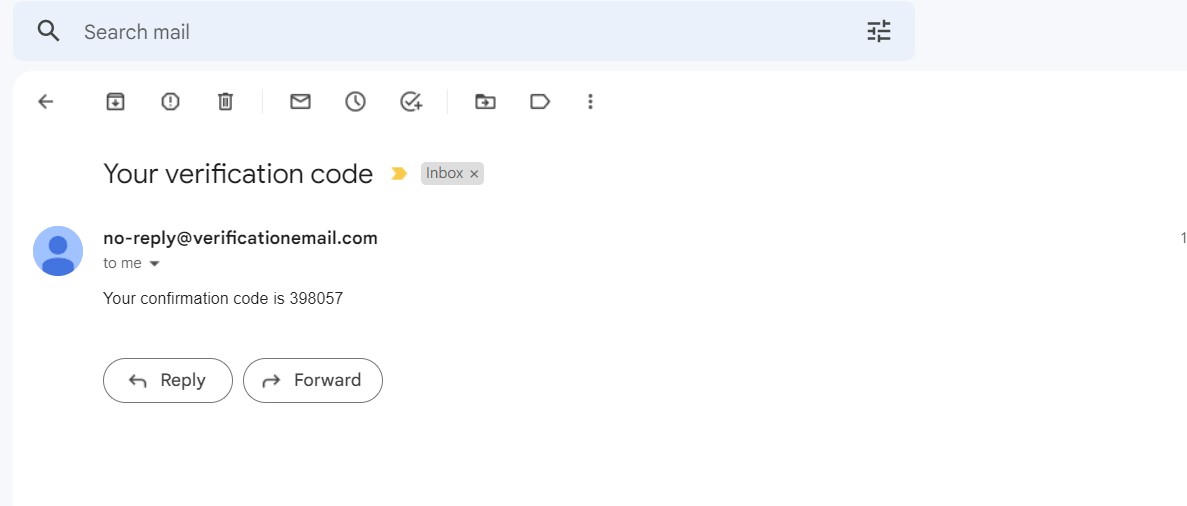 Search mail
Your verification code Inbox ×
no-reply@verificationemail.com 1
to me
Your confirmation code is 398057
Reply Forward